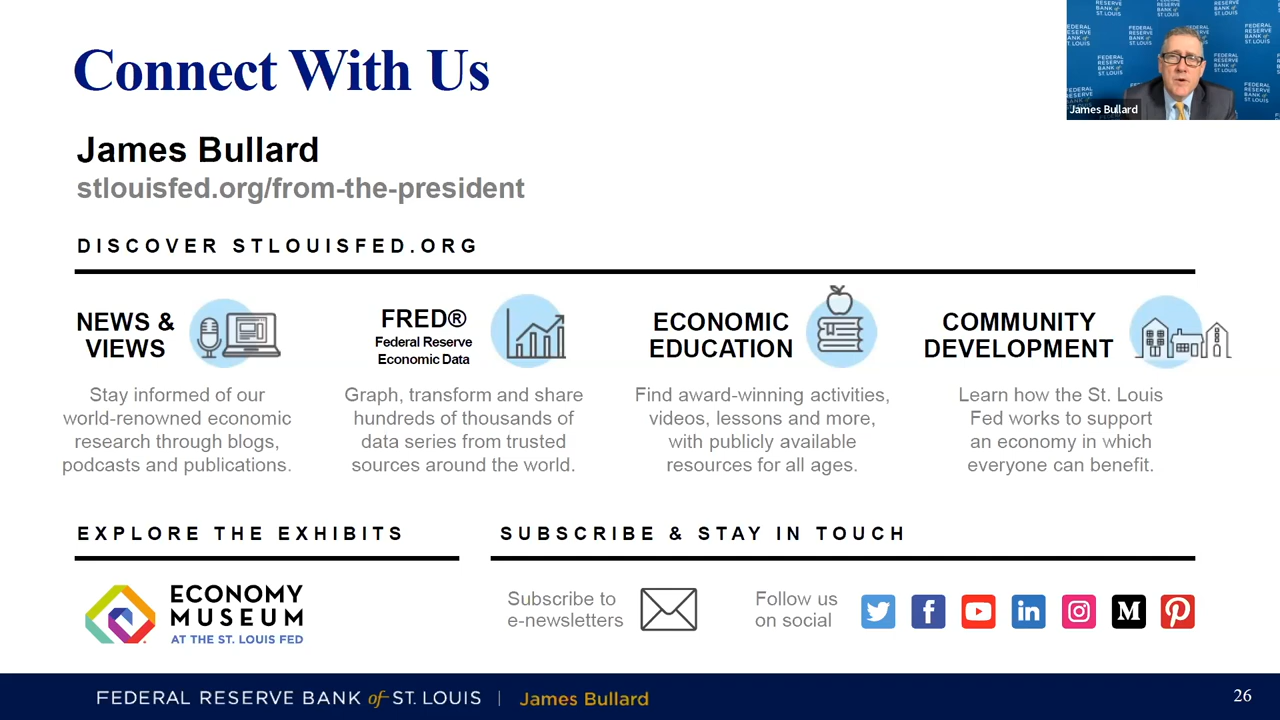 Connect With Us
James Bullard
stlouisfed.org/from-the-president
DISCOVER STLOUISFED.ORG
NEWS &
VIEWS
Stay informed of our
world-renowned economic
research through blogs,
podcasts and publications.
FRED®
Federal Reserve
Economic Data
Graph, transform and share
hundreds of thousands of
data series from trusted
sources around the world.
ECONOMIC
EDUCATION
Find award-winning activities,
videos, lessons and more,
with publicly available
resources for all ages.
COMMUNITY
DEVELOPMENT
Learn how the St. Louis
Fed works to support
an economy in which
everyone can benefit.
EXPLORE THE EXHIBITS
ECONOMY
MUSEUM
AT THE ST. LOUIS FED
SUBSCRIBE & STAY IN TOUCH
Subscribe to
e-newsletters
Follow us
on social
FEDERAL RESERVE BANK of ST. LOUIS | James Bullard
26
FEDERAL
RESERVE
BANK of
ST. LOUIS
James Bullard